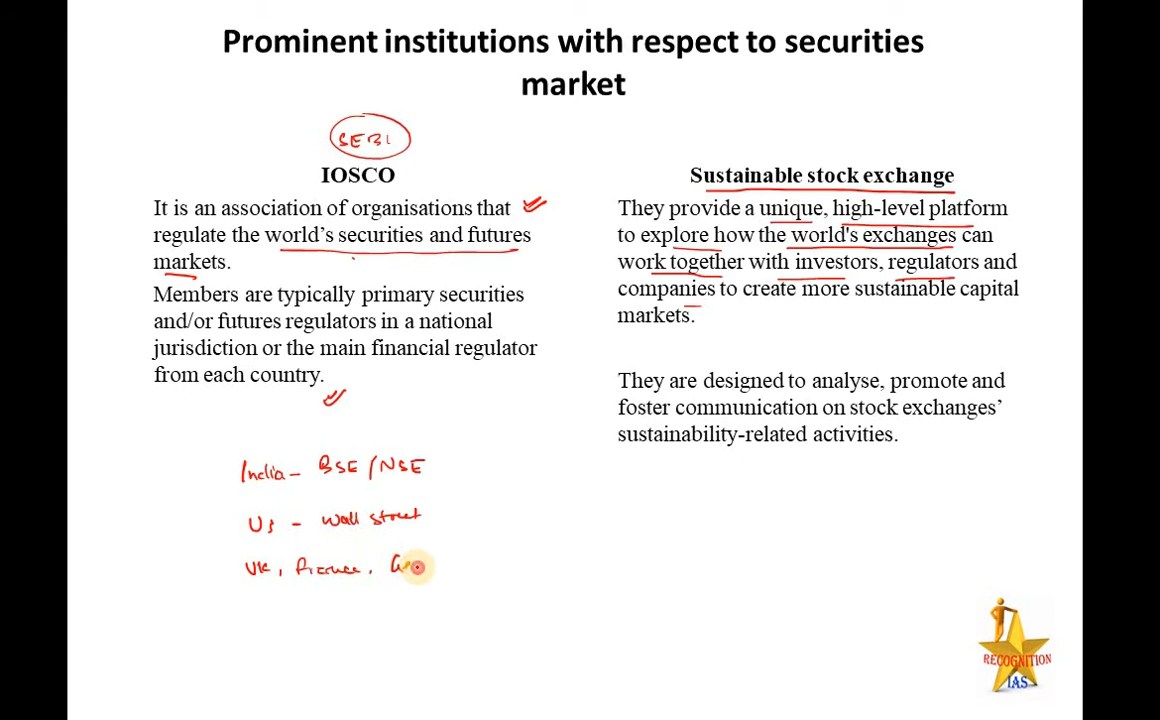 Prominent institutions with respect to securities
market
SEBI
IOSCO
It is an association of organisations that
regulate the world's securities and futures
markets.
Members are typically primary securities
and/or futures regulators in a national
jurisdiction or the main financial regulator
from each country.
India - BSE / NSE
US - Wall street
UK,
Sustainable stock exchange
They provide a unique, high-level platform
to explore how the world's exchanges can
work together with investors, regulators and
companies to create more sustainable capital
markets.
They are designed to analyse, promote and
foster communication on stock exchanges’
sustainability-related activities.
RECOGNITION
IAS